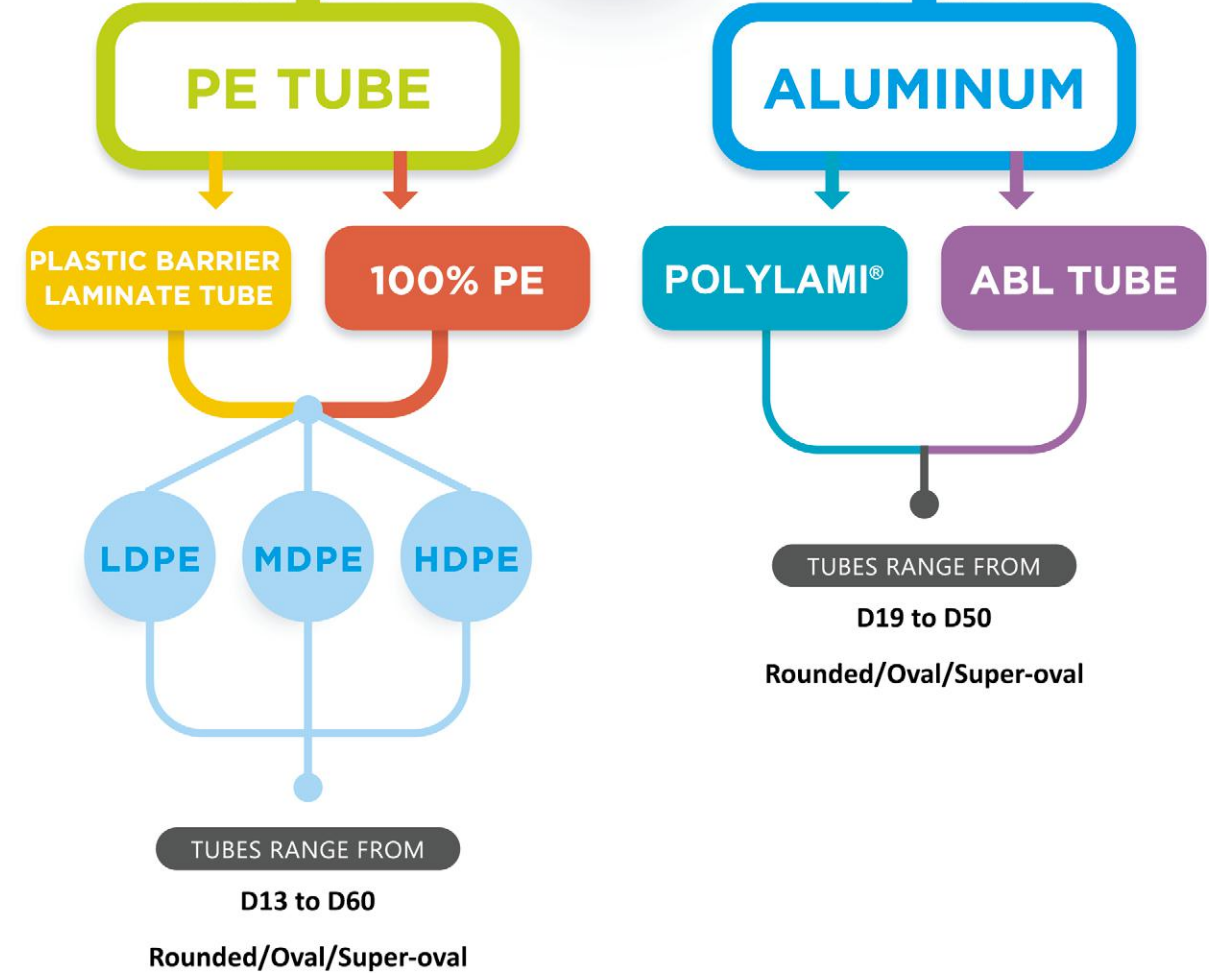 PE TUBE
ALUMINUM
PLASTIC BARRIER
LAMINATE TUBE
100% PE
POLYLAMI®
ABL TUBE
LDPE
MDPE
HDPE
TUBES RANGE FROM
D19 to D50
Rounded/Oval/Super-oval
TUBES RANGE FROM
D13 to D60
Rounded/Oval/Super-oval